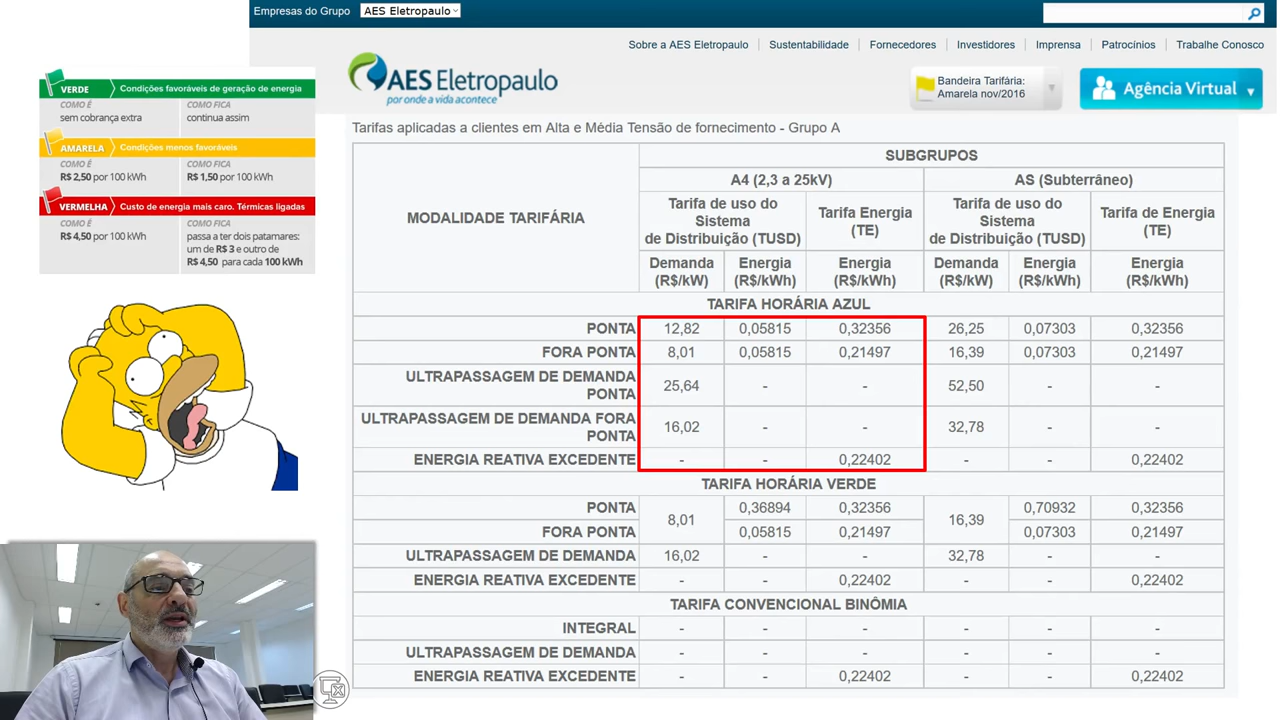 Empresas do Grupo
AES Eletropaulo
Sobre a AES Eletropaulo
Sustentabilidade
Fornecedores
Investidores
Imprensa
Patrocínios
Trabalhe Conosco
AES Eletropaulo
por onde a vida acontece
Bandeira Tarifária:
Amarela nov/2016
Agência Virtual
VERDE
Condições favoráveis de geração de energia
COMO É
COMO FICA
sem cobrança extra
continua assim
AMARELA
Condições menos favoráveis
COMO É
COMO FICA
R$ 2,50 por 100 kWh
R$ 1,50 por 100 kWh
VERMELHA
Custo de energia mais caro. Térmicas ligadas
COMO É
COMO FICA
R$ 4,50 por 100 kWh
passa a ter dois patamares:
um de R$ 3 e outro de
R$ 4,50 para cada 100 kWh
Tarifas aplicadas a clientes em Alta e Média Tensão de fornecimento - Grupo A
MODALIDADE TARIFÁRIA
SUBGRUPOS
A4 (2,3 a 25kV)
AS (Subterrâneo)
Tarifa de uso do
Sistema
de Distribuição (TUSD)
Tarifa Energia
(TE)
Tarifa de uso do
Sistema
de Distribuição (TUSD)
Tarifa de Energia
(TE)
Demanda
(R$/kW)
Energia
(R$/kWh)
Energia
(R$/kWh)
Demanda
(R$/kW)
Energia
(R$/kWh)
Energia
(R$/kWh)
TARIFA HORÁRIA AZUL
PONTA 12,82 0,05815 0,32356 26,25 0,07303 0,32356
FORA PONTA 8,01 0,05815 0,21497 16,39 0,07303 0,21497
ULTRAPASSAGEM DE DEMANDA
PONTA 25,64 - - 52,50 - -
ULTRAPASSAGEM DE DEMANDA FORA
PONTA 16,02 - - 32,78 - -
ENERGIA REATIVA EXCEDENTE - - 0,22402 - - 0,22402
TARIFA HORÁRIA VERDE
PONTA 8,01 0,36894 0,32356 16,39 0,70932 0,32356
FORA PONTA 0,05815 0,21497 0,07303 0,21497
ULTRAPASSAGEM DE DEMANDA 16,02 - - 32,78 - -
ENERGIA REATIVA EXCEDENTE - - 0,22402 - - 0,22402
TARIFA CONVENCIONAL BINÔMIA
INTEGRAL - - - - - -
ULTRAPASSAGEM DE DEMANDA - - - - - -
ENERGIA REATIVA EXCEDENTE - - 0,22402 - - 0,22402